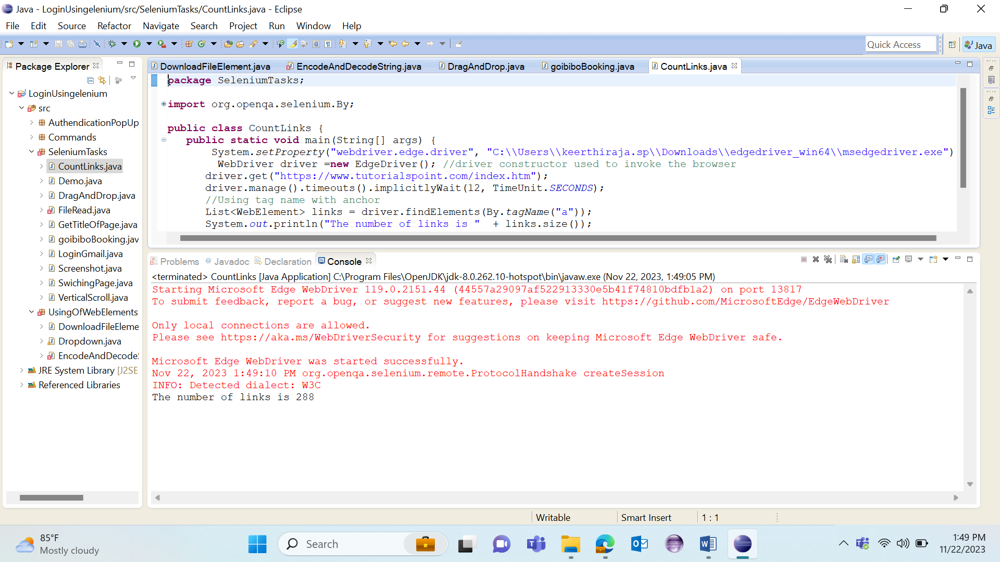 Java - LoginUsingelenium/src/SeleniumTasks/CountLinks.java - Eclipse
File Edit Source Refactor Navigate Search Project Run Window Help
Quick Access
Java
Package Explorer
LoginUsingelenium
src
AuthendicationPopUp
Commands
SeleniumTasks
CountLinks.java
Demo.java
DragAndDrop.java
FileRead.java
GetTitleOfPage.java
goibiboBooking.jav
LoginGmail.java
Screenshot.java
SwichingPage.java
VerticalScroll.java
UsingOfWebElements
DownloadFileEleme
Dropdown.java
EncodeAndDecode
JRE System Library [J2SE
Referenced Libraries
DownloadFileElement.java EncodeAndDecodeString.java DragAndDrop.java goibiboBooking.java CountLinks.java
package SeleniumTasks;
import org.openqa.selenium.By;
public class CountLinks {
public static void main(String[] args) {
System.setProperty("webdriver.edge.driver", "C:\\Users\\keerthiraja.sp\\Downloads\\edgedriver_win64\\msedgedriver.exe")
WebDriver driver =new EdgeDriver(); //driver constructor used to invoke the browser
driver.get("https://www.tutorialspoint.com/index.htm");
driver.manage().timeouts().implicitlyWait(12, TimeUnit.SECONDS);
//Using tag name with anchor
List<WebElement> links = driver.findElements(By.tagName("a"));
System.out.println("The number of links is " + links.size());
Problems Javadoc Declaration Console
<terminated> CountLinks [Java Application] C:\Program Files\OpenJDK\jdk-8.0.262.10-hotspot\bin\javaw.exe (Nov 22, 2023, 1:49:05 PM)
Starting Microsoft Edge WebDriver 119.0.2151.44 (44557a29097af522913330e5b41f74810bdfb1a2) on port 13817
To submit feedback, report a bug, or suggest new features, please visit https://github.com/MicrosoftEdge/EdgeWebDriver
Only local connections are allowed.
Please see https://aka.ms/WebDriverSecurity for suggestions on keeping Microsoft Edge WebDriver safe.
Microsoft Edge WebDriver was started successfully.
Nov 22, 2023 1:49:10 PM org.openqa.selenium.remote.ProtocolHandshake createSession
INFO: Detected dialect: W3C
The number of links is 288
Writable Smart Insert 1 : 1
85°F
Mostly cloudy
Search
1:49 PM
11/22/2023